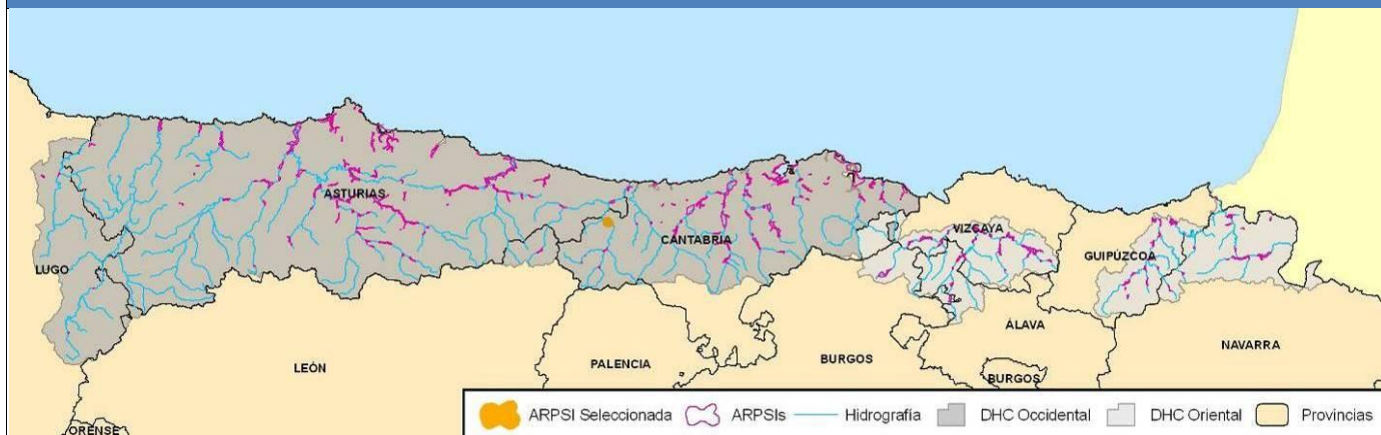 ASTURIAS
CANTABRIA
VIZCAYA
GUIPÚZCOA
LUGO
ÁLAVA
NAVARRA
LEÓN
PALENCIA
BURGOS
BURGOS
ORENSE
ARPSI Seleccionada
ARPSIs
Hidrografía
DHC Occidental
DHC Oriental
Provincias